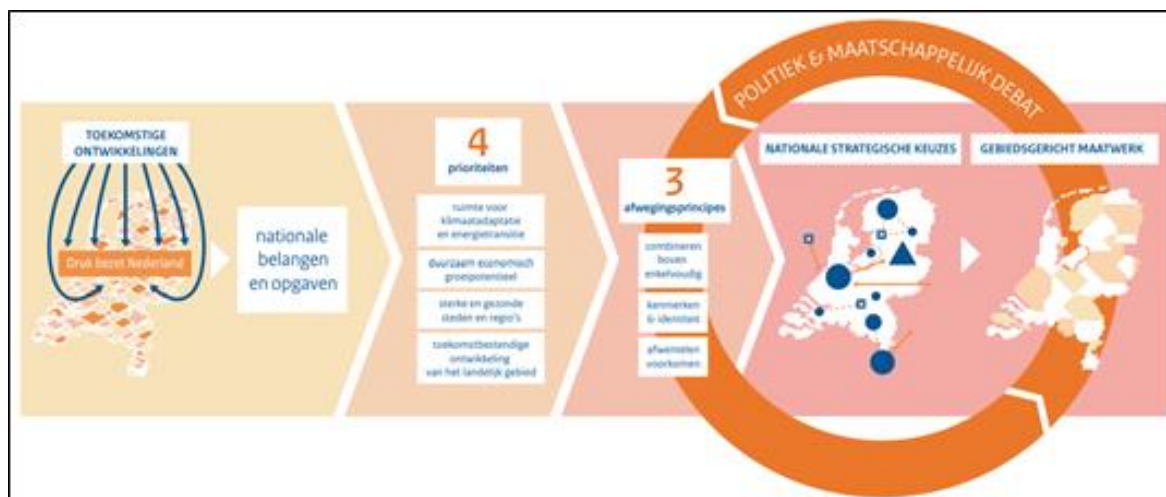 POLITIEK & MAATSCHAPPELIJK DEBAT
TOEKOMSTIGE
ONTWIKKELINGEN
Druk bezet Nederland
nationale
belangen
en opgaven
4
prioriteiten
ruimte voor
klimaatadaptatie
en energietransitie
duurzaam economisch
groeipotentieel
sterke en gezonde
steden en regio's
toekomstbestendige
ontwikkeling
van het landelijk gebied
3
afwegingsprincipes
combineren
boven
enkelvoudig
kenmerken
& identiteit
afwentelen
voorkomen
NATIONALE STRATEGISCHE KEUZES
GEBIEDSGERICHT MAATWERK